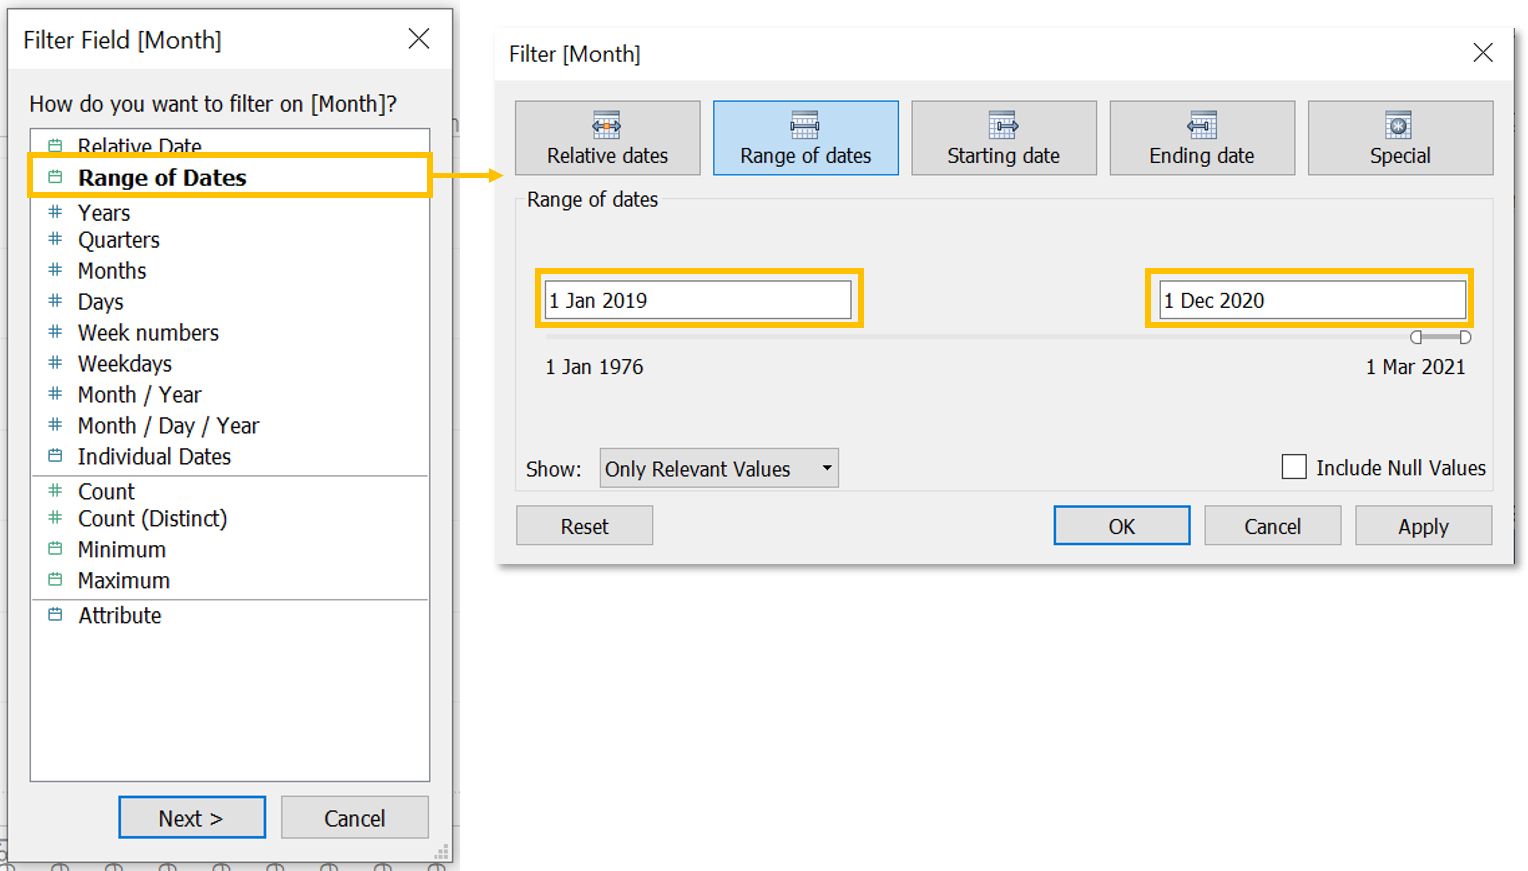 Filter Field [Month]
How do you want to filter on [Month]?
Relative Date
Range of Dates
Years
Quarters
Months
Days
Week numbers
Weekdays
Month / Year
Month / Day / Year
Individual Dates
Count
Count (Distinct)
Minimum
Maximum
Attribute
Next >
Cancel
Filter [Month]
Relative dates
Range of dates
Starting date
Ending date
Special
Range of dates
1 Jan 2019
1 Dec 2020
1 Jan 1976
1 Mar 2021
Show:
Only Relevant Values
Include Null Values
Reset
OK
Cancel
Apply